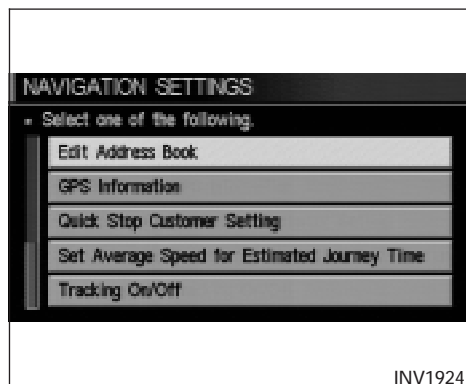 NAVIGATION SETTINGS
Select one of the following.
Edit Address Book
GPS Information
Quick Stop Customer Setting
Set Average Speed for Estimated Journey Time
Tracking On/Off
INV1924